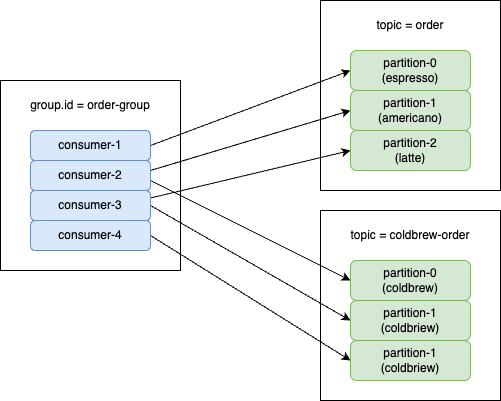 group.id = order-group
consumer-1
consumer-2
consumer-3
consumer-4
topic = order
partition-0
(espresso)
partition-1
(americano)
partition-2
(latte)
topic = coldbrew-order
partition-0
(coldbrew)
partition-1
(coldbriew)
partition-1
(coldbriew)